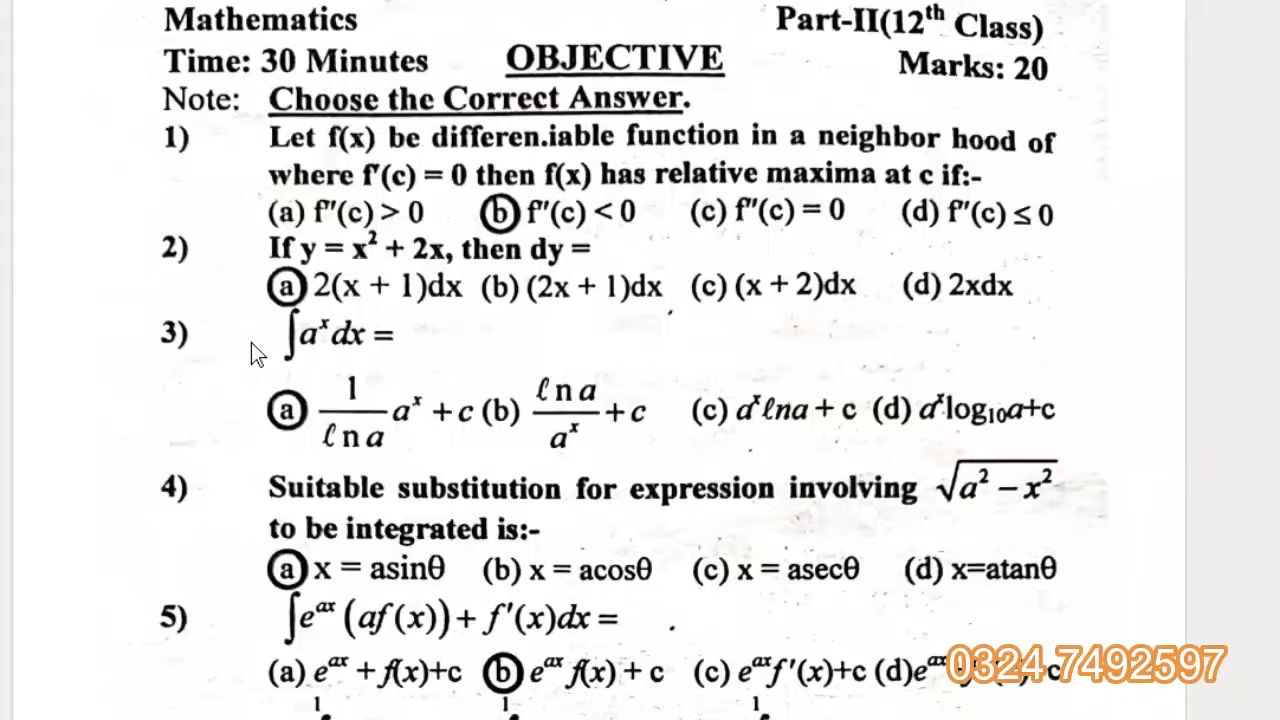 Mathematics Part-II(12th Class)
Time: 30 Minutes OBJECTIVE Marks: 20
Note: Choose the Correct Answer.
1) Let f(x) be differen.iable function in a neighbor hood of
where f'(c) = 0 then f(x) has relative maxima at c if:-
(a) f''(c) > 0 (b) f''(c) < 0 (c) f''(c) = 0 (d) f''(c) ≤ 0
2) If y = x² + 2x, then dy =
(a) 2(x + 1)dx (b) (2x + 1)dx (c) (x + 2)dx (d) 2xdx
3) ∫aˣdx =
(a) 1/ℓna aˣ + c (b) ℓna/aˣ + c (c) aˣℓna + c (d) aˣlog₁₀a+c
4) Suitable substitution for expression involving √(a² – x²)
to be integrated is:-
(a) x = asinθ (b) x = acosθ (c) x = asecθ (d) x=atanθ
5) ∫eᵃˣ (af(x)) + f'(x)dx =
(a) eᵃˣ + f(x)+c (b) eᵃˣ f(x) + c (c) eᵃˣf'(x)+c (d)eᵃˣ c
0324 7492597
1 1 1